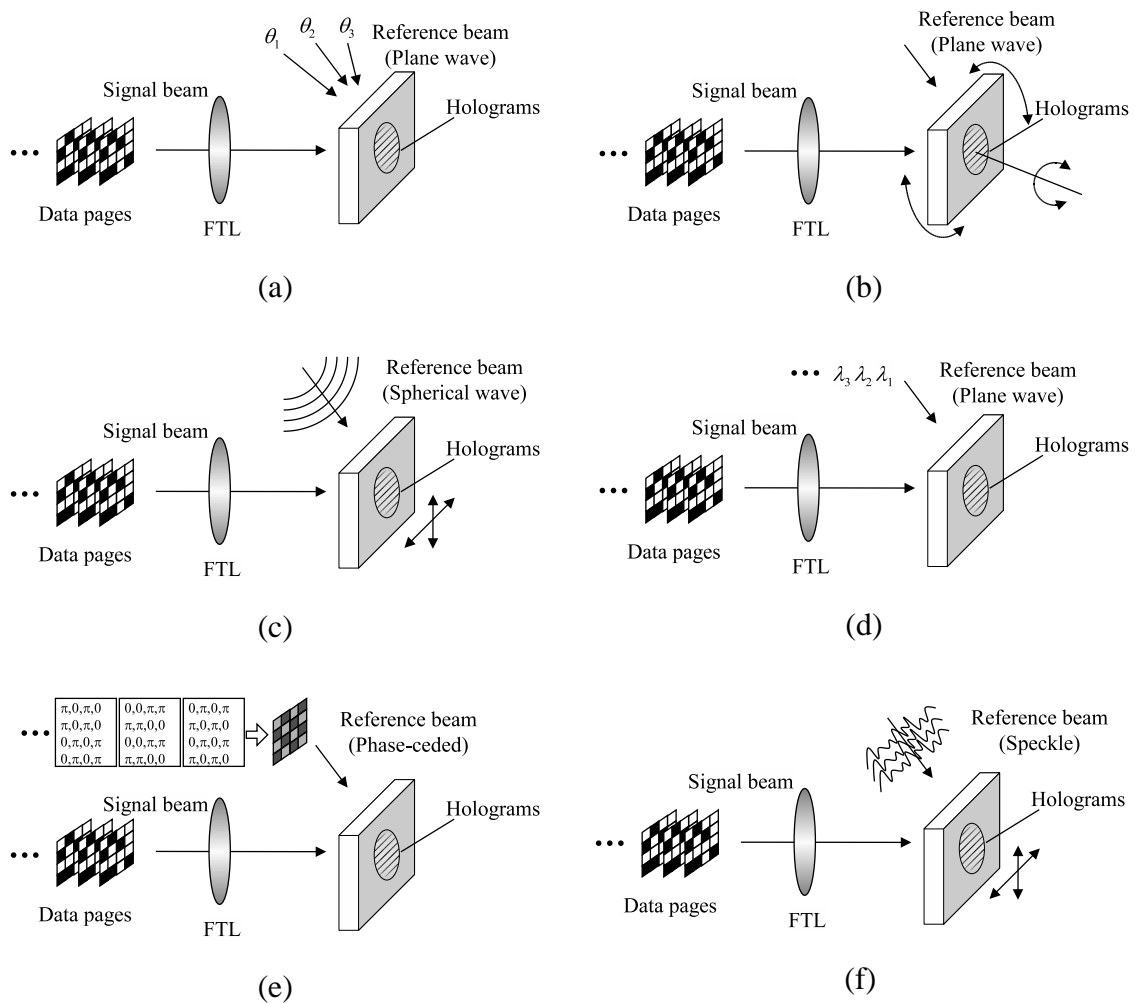 θ1
θ2
θ3
Reference beam
(Plane wave)
Signal beam
Holograms
...
Data pages
FTL
(a)
Reference beam
(Plane wave)
Signal beam
Holograms
...
Data pages
FTL
(b)
Reference beam
(Spherical wave)
Signal beam
Holograms
...
Data pages
FTL
(c)
... λ3 λ2 λ1
Reference beam
(Plane wave)
Signal beam
Holograms
...
Data pages
FTL
(d)
...
π,0,π,0
π,0,π,0
0,π,0,π
0,π,0,π
0,0,π,π
π,π,0,0
0,0,π,π
π,π,0,0
0,π,0,π
π,0,π,0
0,π,0,π
π,0,π,0
Reference beam
(Phase-ceded)
Signal beam
Holograms
...
Data pages
FTL
(e)
Reference beam
(Speckle)
Signal beam
Holograms
...
Data pages
FTL
(f)